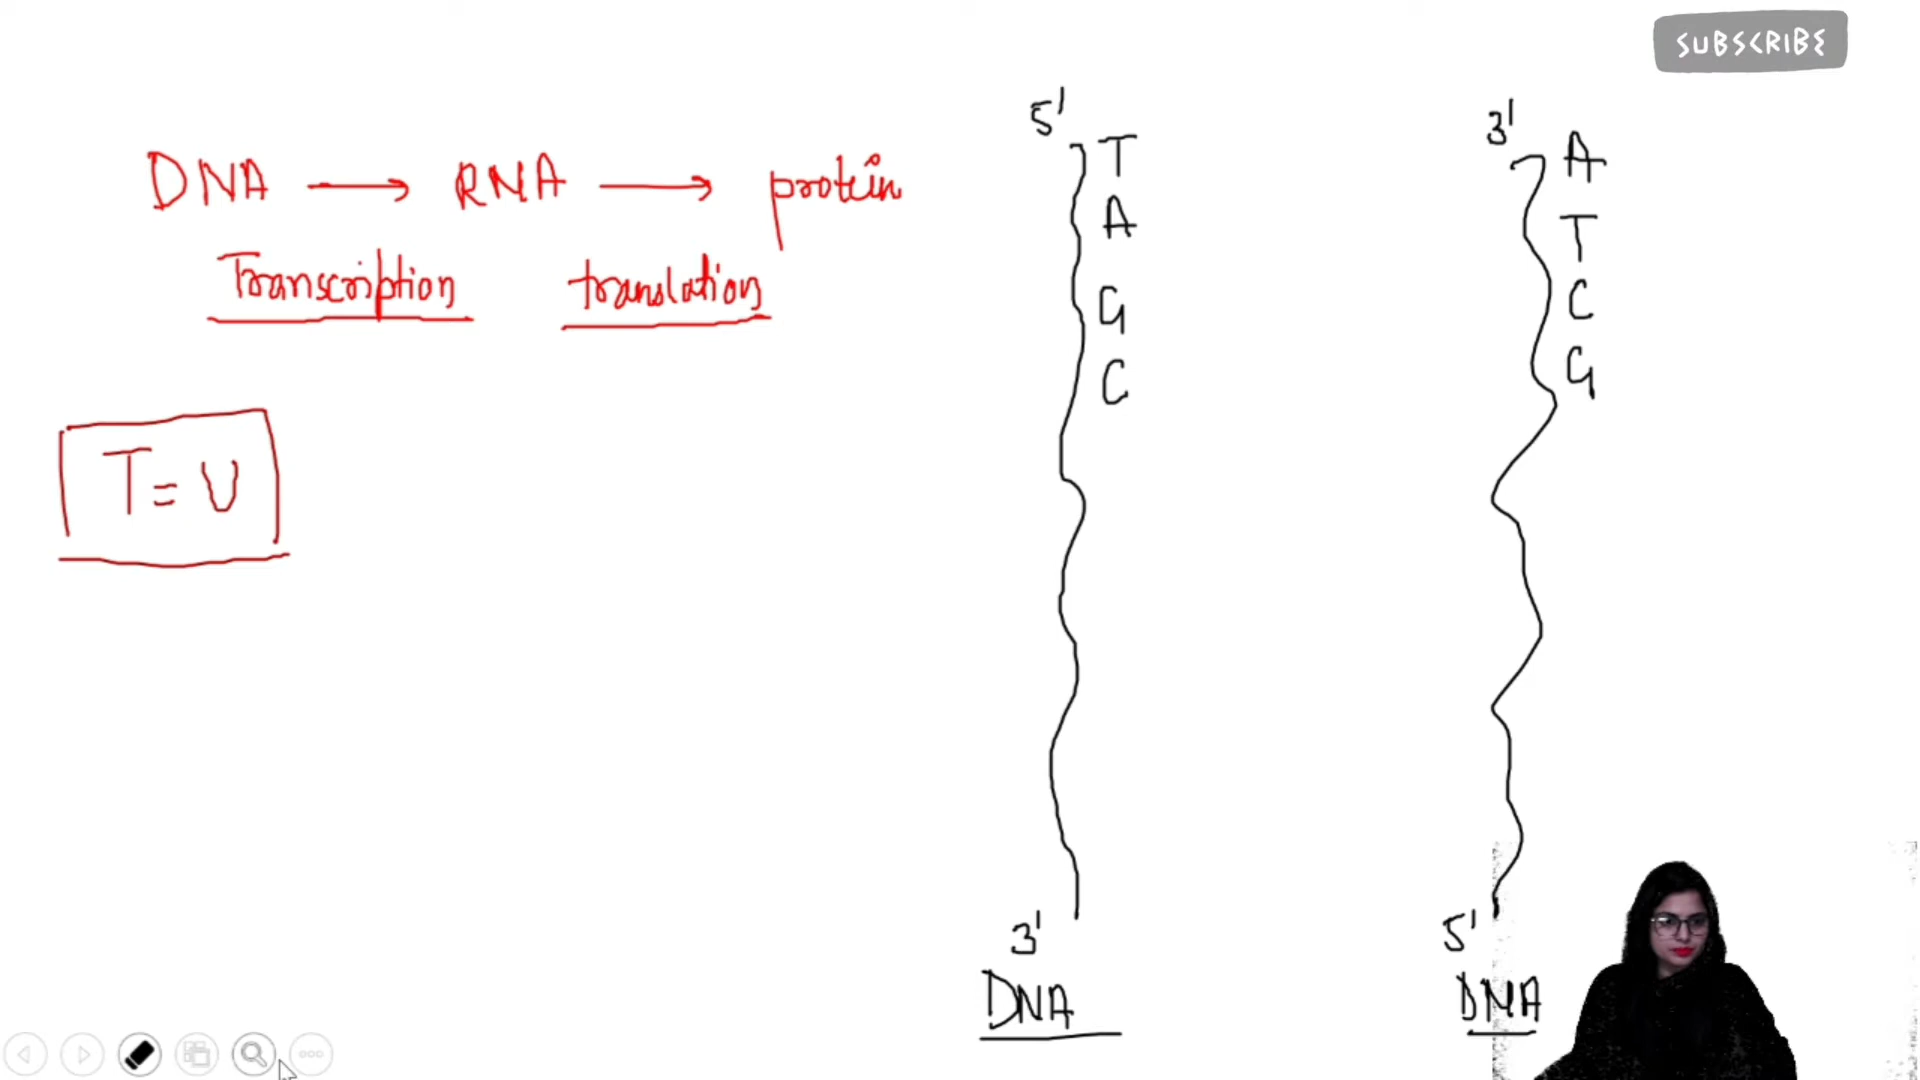 SUBSCRIBE
DNA → RNA → protein
Transcription translation
T = U
5'
T
A
G
C
3'
DNA
3'
A
T
C
G
5'
DNA